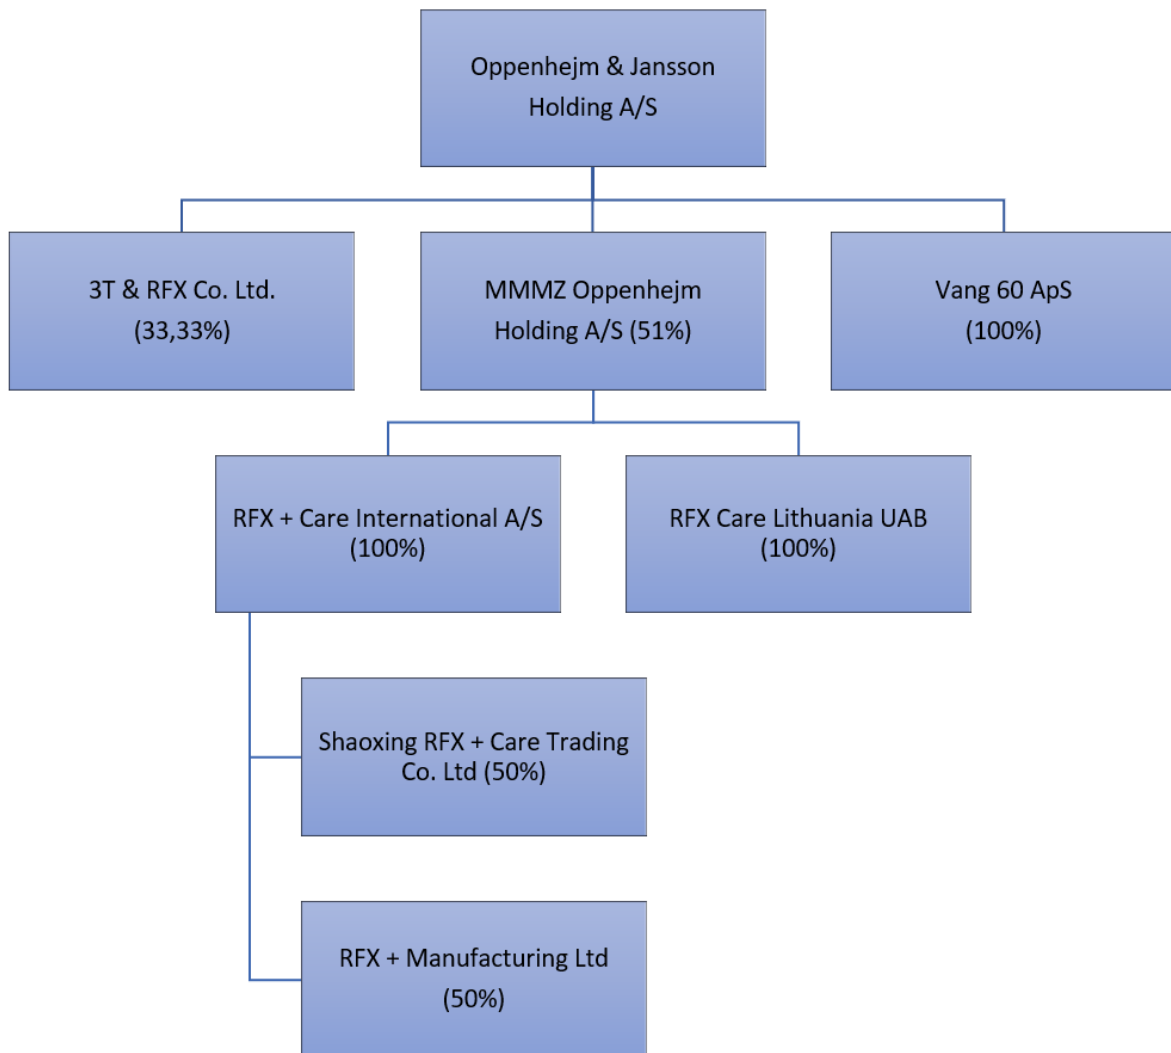 Oppenhejm & Jansson
Holding A/S
3T & RFX Co. Ltd.
(33,33%)
MMMZ Oppenhejm
Holding A/S (51%)
Vang 60 ApS
(100%)
RFX + Care International A/S
(100%)
RFX Care Lithuania UAB
(100%)
Shaoxing RFX + Care Trading
Co. Ltd (50%)
RFX + Manufacturing Ltd
(50%)